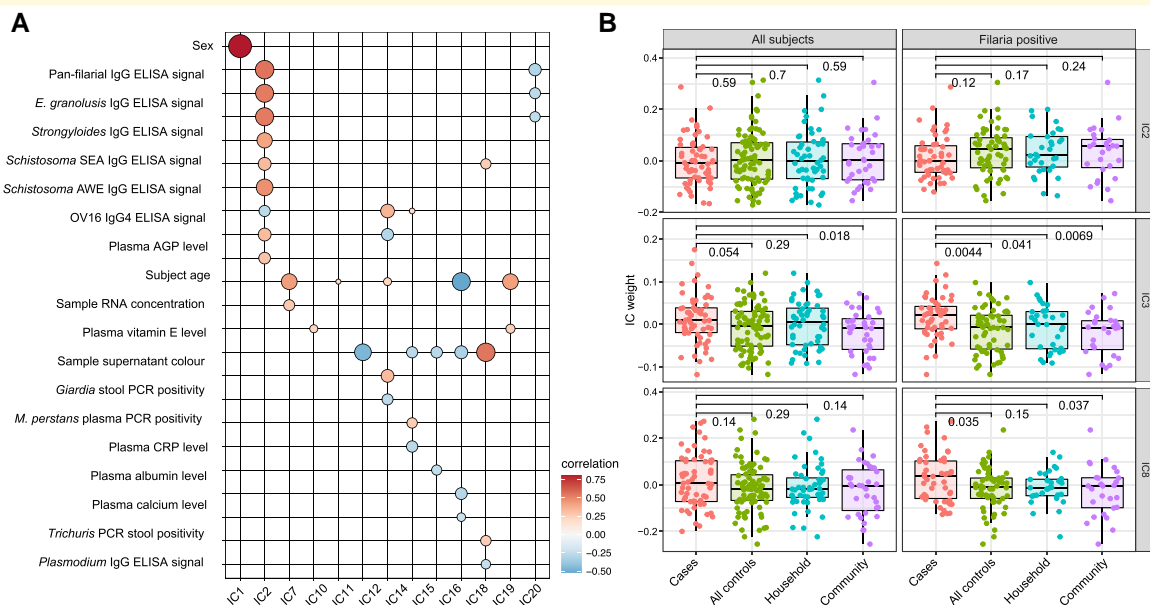 A
Sex
Pan-filarial IgG ELISA signal
E. granolusis IgG ELISA signal
Strongyloides IgG ELISA signal
Schistosoma SEA IgG ELISA signal
Schistosoma AWE IgG ELISA signal
OV16 IgG4 ELISA signal
Plasma AGP level
Subject age
Sample RNA concentration
Plasma vitamin E level
Sample supernatant colour
Giardia stool PCR positivity
M. perstans plasma PCR positivity
Plasma CRP level
Plasma albumin level
Plasma calcium level
Trichuris PCR stool positivity
Plasmodium IgG ELISA signal
IC1 IC2 IC7 IC10 IC11 IC12 IC14 IC15 IC16 IC18 IC19 IC20
correlation
0.75
0.50
0.25
0.00
−0.25
−0.50
B
All subjects Filaria positive
IC weight
0.4
0.2
0.0
−0.2
0.59 0.7 0.59
0.12 0.17 0.24
IC2
0.2
0.1
0.0
−0.1
0.054 0.29 0.018
0.0044 0.041 0.0069
IC3
0.4
0.2
0.0
−0.2
0.14 0.29 0.14
0.035 0.15 0.037
IC8
Cases All controls Household Community
Cases All controls Household Community